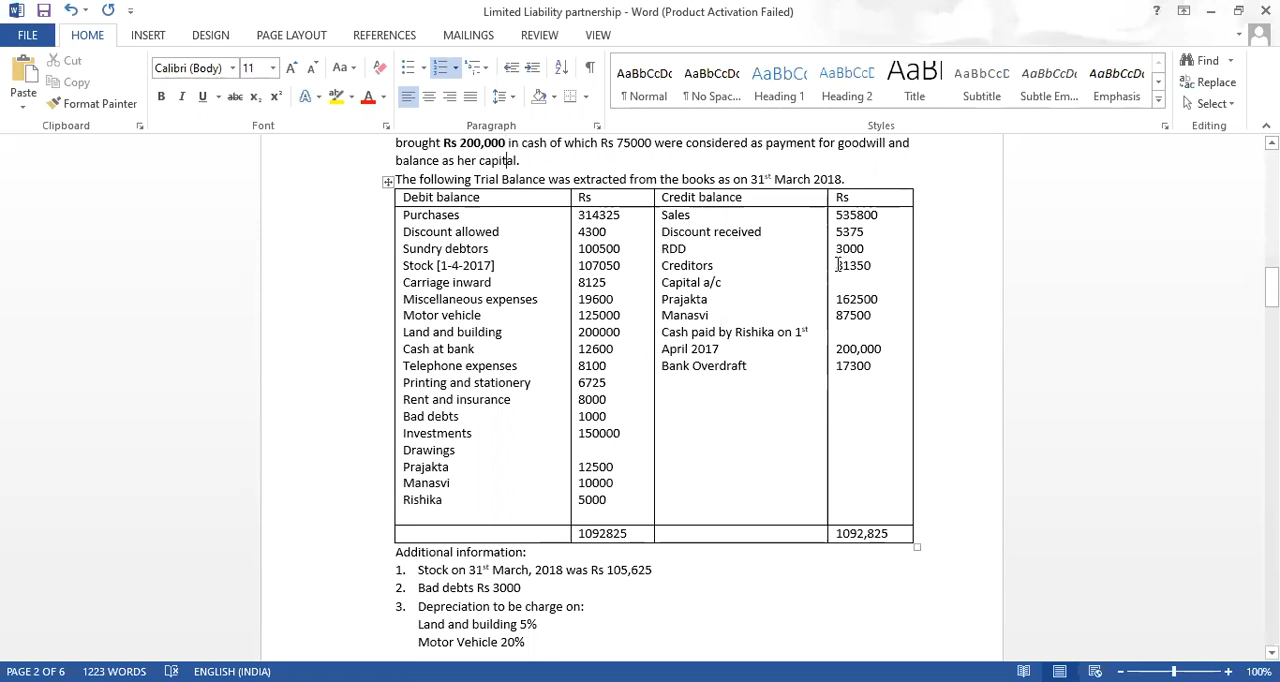 Limited Liability partnership - Word (Product Activation Failed)
FILE HOME INSERT DESIGN PAGE LAYOUT REFERENCES MAILINGS REVIEW VIEW
Paste
Cut
Copy
Format Painter
Clipboard
Calibri (Body) 11
Font
Paragraph
AaBbCcDc AaBbCcDc AaBbCc AaBbCcD AaBl AaBbCcD AaBbCcDc AaBbCcDc
¶ Normal ¶ No Spac... Heading 1 Heading 2 Title Subtitle Subtle Em... Emphasis
Styles
Find
Replace
Select
Editing
brought Rs 200,000 in cash of which Rs 75000 were considered as payment for goodwill and
balance as her capital.
The following Trial Balance was extracted from the books as on 31st March 2018.
Debit balance Rs Credit balance Rs
Purchases 314325 Sales 535800
Discount allowed 4300 Discount received 5375
Sundry debtors 100500 RDD 3000
Stock [1-4-2017] 107050 Creditors 81350
Carriage inward 8125 Capital a/c
Miscellaneous expenses 19600 Prajakta 162500
Motor vehicle 125000 Manasvi 87500
Land and building 200000 Cash paid by Rishika on 1st
Cash at bank 12600 April 2017 200,000
Telephone expenses 8100 Bank Overdraft 17300
Printing and stationery 6725
Rent and insurance 8000
Bad debts 1000
Investments 150000
Drawings
Prajakta 12500
Manasvi 10000
Rishika 5000
1092825 1092,825
Additional information:
1. Stock on 31st March, 2018 was Rs 105,625
2. Bad debts Rs 3000
3. Depreciation to be charge on:
Land and building 5%
Motor Vehicle 20%
PAGE 2 OF 6 1223 WORDS ENGLISH (INDIA) 100%